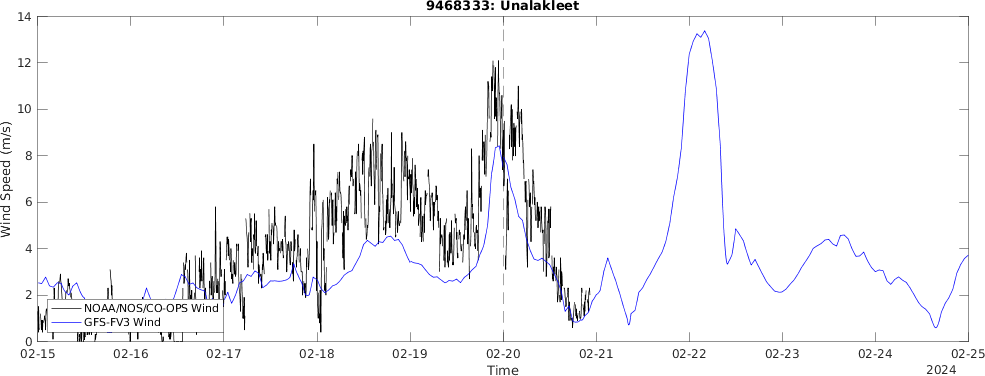 9468333: Unalakleet
Wind Speed (m/s)
14
12
10
8
6
4
2
0
NOAA/NOS/CO-OPS Wind
GFS-FV3 Wind
02-15 02-16 02-17 02-18 02-19 02-20 02-21 02-22 02-23 02-24 02-25
Time
2024